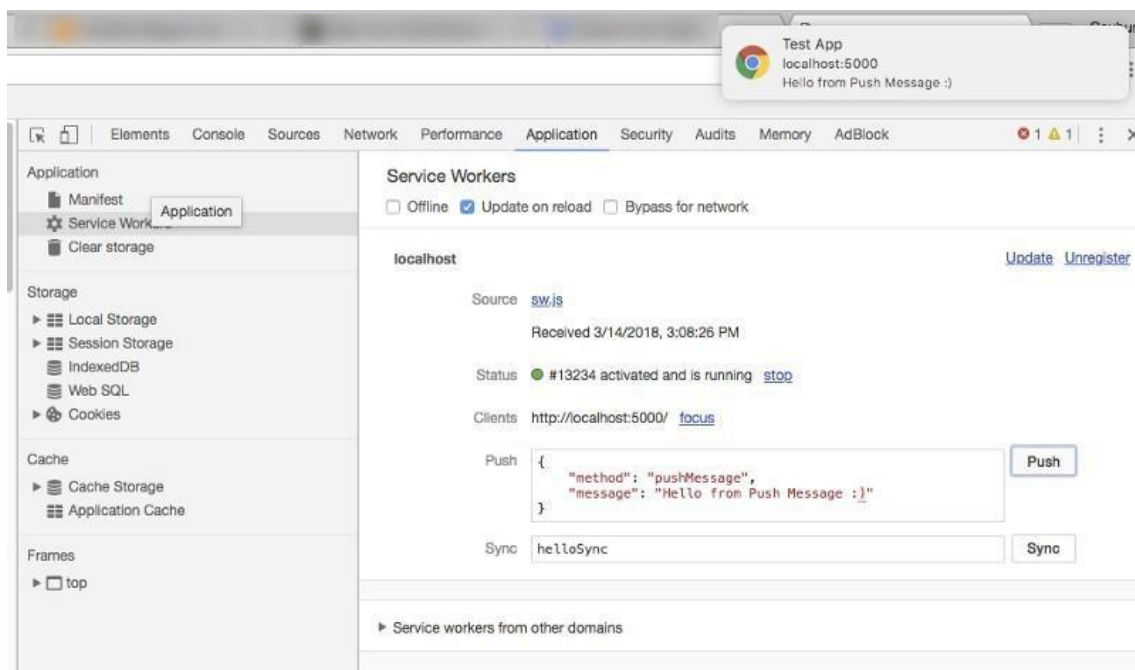 Test App
localhost:5000
Hello from Push Message :)
Elements Console Sources Network Performance Application Security Audits Memory AdBlock 1 1
Application
Manifest
Application
Service
Clear storage
Storage
Local Storage
Session Storage
IndexedDB
Web SQL
Cookies
Cache
Cache Storage
Application Cache
Frames
top
Service Workers
Offline Update on reload Bypass for network
localhost Update Unregister
Source sw.js
Received 3/14/2018, 3:08:26 PM
Status #13234 activated and is running stop
Clients http://localhost:5000/ focus
Push { Push
"method": "pushMessage",
"message": "Hello from Push Message :)"
}
Sync helloSync Sync
Service workers from other domains